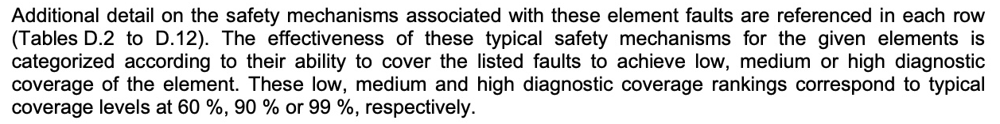 Additional detail on the safety mechanisms associated with these element faults are referenced in each row
(Tables D.2 to D.12). The effectiveness of these typical safety mechanisms for the given elements is
categorized according to their ability to cover the listed faults to achieve low, medium or high diagnostic
coverage of the element. These low, medium and high diagnostic coverage rankings correspond to typical
coverage levels at 60 %, 90 % or 99 %, respectively.